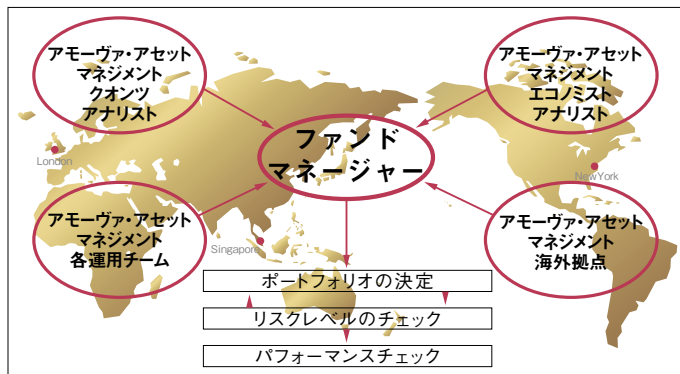 アモーヴァ・アセット
マネジメント
クオンツ
アナリスト
アモーヴァ・アセット
マネジメント
エコノミスト
アナリスト
ファンド
マネージャー
London
NewYork
アモーヴァ・アセット
マネジメント
各運用チーム
Singapore
アモーヴァ・アセット
マネジメント
海外拠点
ポートフォリオの決定
リスクレベルのチェック
パフォーマンスチェック